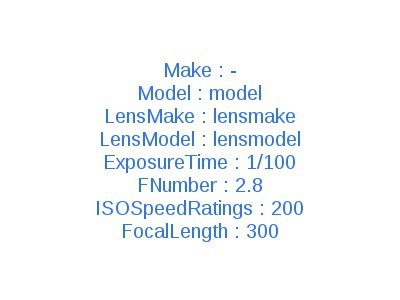 Make : -
Model : model
LensMake : lensmake
LensModel : lensmodel
ExposureTime : 1/100
FNumber : 2.8
ISOSpeedRatings : 200
FocalLength : 300